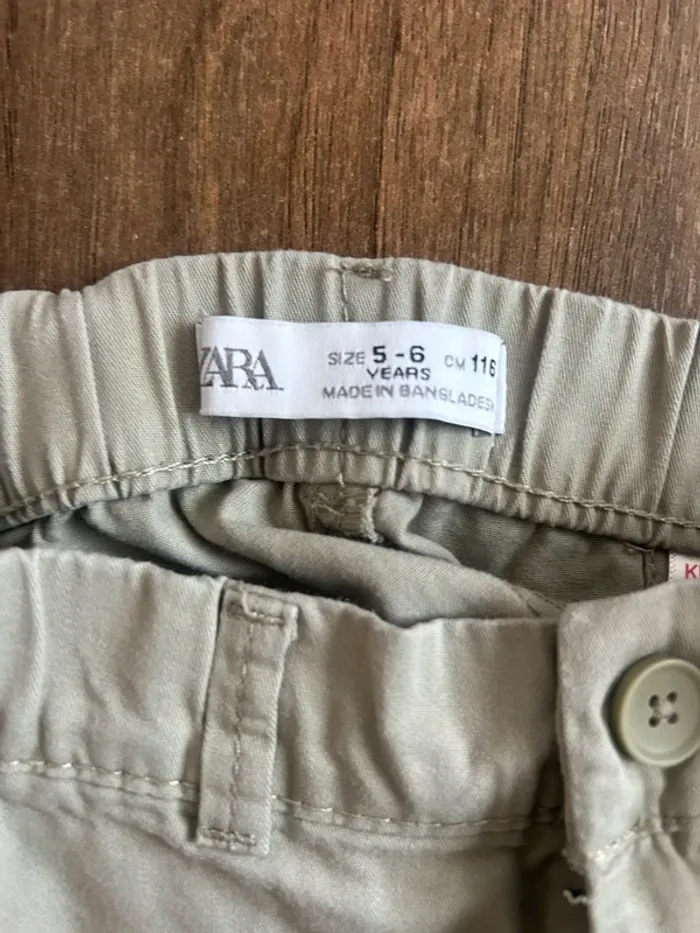 ZARA
SIZE 5-6 CM 116
YEARS
MADE IN BANGLADESH